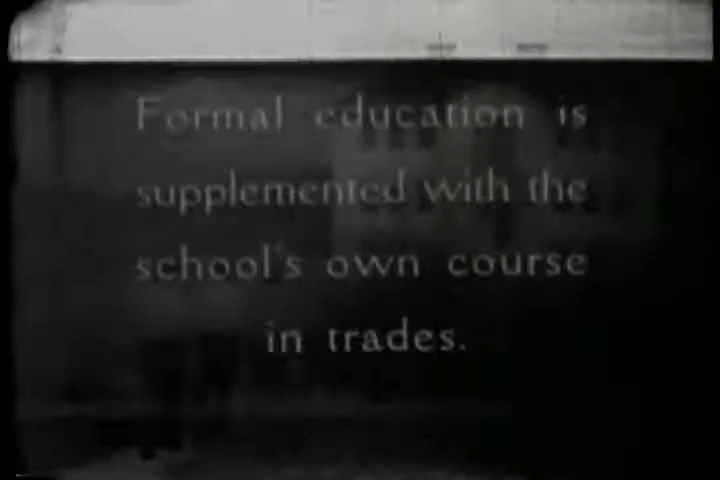 Formal education is
supplemented with the
school's own course
in trades.